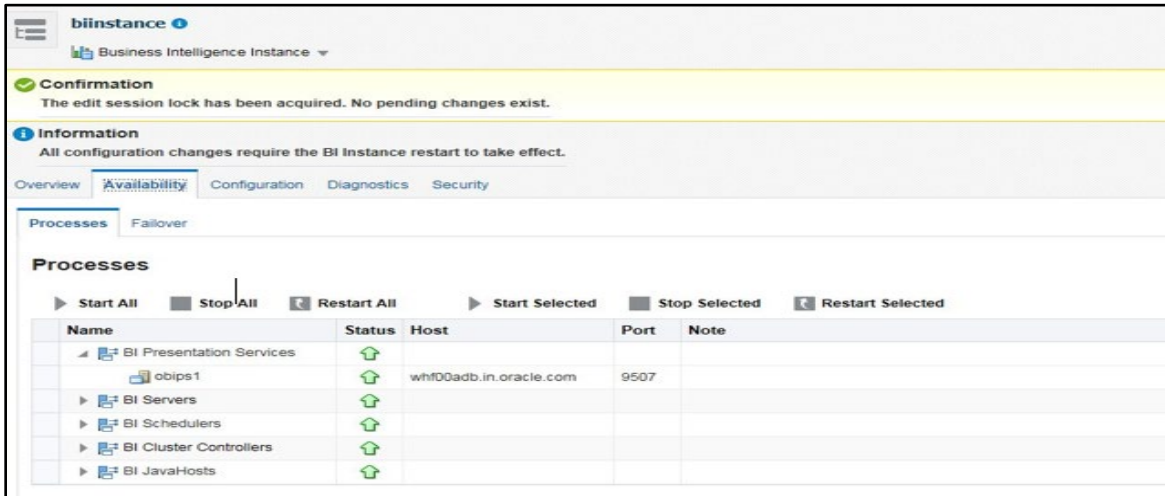 biinstance
Business Intelligence Instance
Confirmation
The edit session lock has been acquired. No pending changes exist.
Information
All configuration changes require the BI Instance restart to take effect.
Overview Availability Configuration Diagnostics Security
Processes Failover
Processes
Start All Stop All Restart All Start Selected Stop Selected Restart Selected
Name Status Host Port Note
BI Presentation Services
obips1 whf00adb.in.oracle.com 9507
BI Servers
BI Schedulers
BI Cluster Controllers
BI JavaHosts